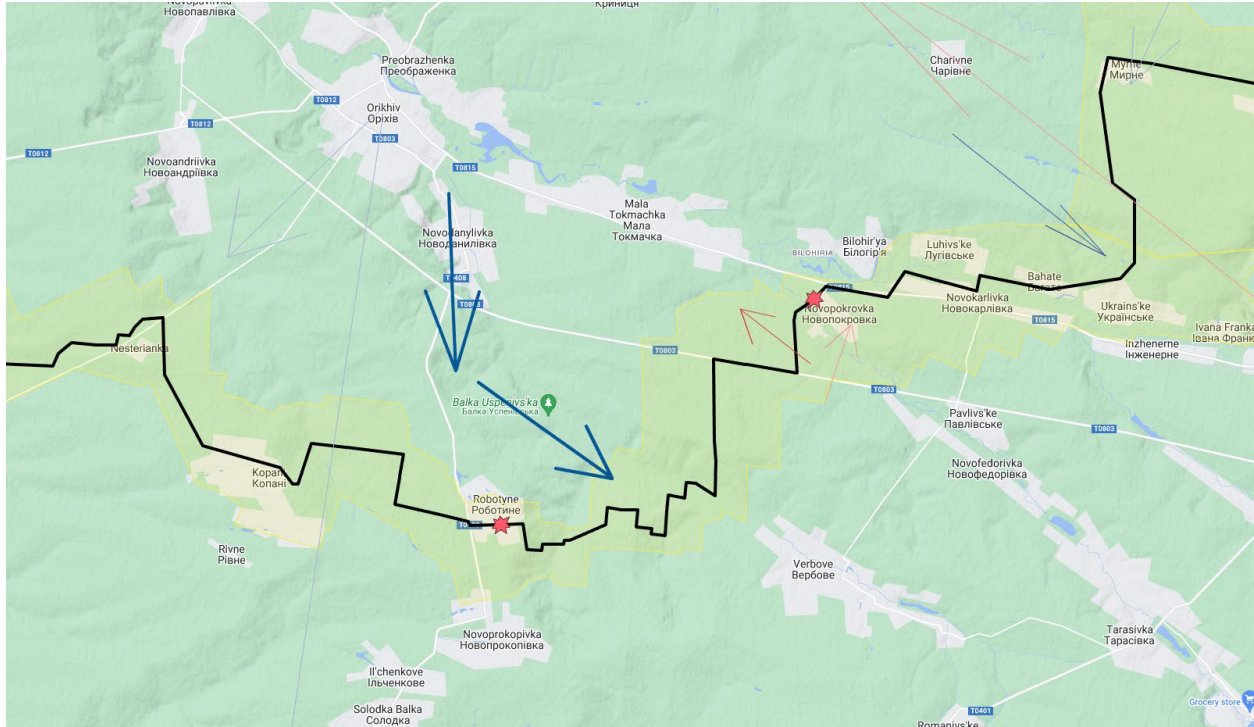 Novopavlivka
Новопавлівка
Криниця
Preobrazhenka
Преображенка
Charivne
Чарівне
Myrne
Мирне
T0812
Orikhiv
Оріхів
T0812
T0803
T0812
Novoandriivka
Новоандріївка
T0815
Mala
Tokmachka
Мала
Токмачка
Novodanylivka
Новоданилівка
Bilohir'ya
Білогір'я
BILOHIRIA
Luhivs'ke
Лугівське
Bahate
T0408
T0803
T0815
Novopokrovka
Новопокровка
Novokarlivka
Новокарлівка
Ukrains'ke
Українське
T0815
Ivana Franka
Івана Франк
Inzhenerne
Інженерне
Nesterianka
T0803
T0803
Balka Uspenivs'ka
Балка Успенівська
Pavlivs'ke
Павлівське
T0803
Kopani
Копані
Novofedorivka
Новофедорівка
Robotyne
Роботине
Rivne
Рівне
Verbove
Вербове
Novoprokopivka
Новопрокопівка
Tarasivka
Тарасівка
Il'chenkove
Ільченкове
Solodka Balka
Солодка
Grocery store
T0401
Romanivs'ke